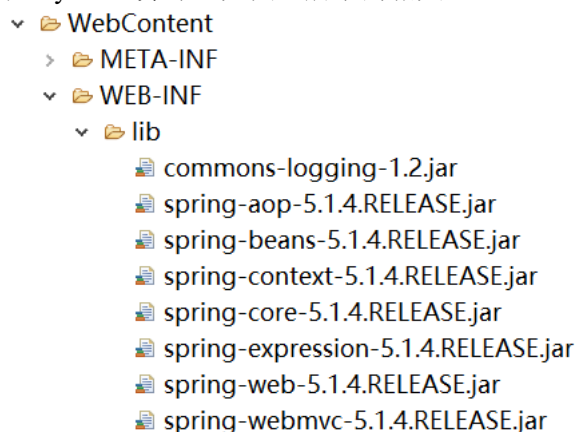 WebContent
META-INF
WEB-INF
lib
commons-logging-1.2.jar
spring-aop-5.1.4.RELEASE.jar
spring-beans-5.1.4.RELEASE.jar
spring-context-5.1.4.RELEASE.jar
spring-core-5.1.4.RELEASE.jar
spring-expression-5.1.4.RELEASE.jar
spring-web-5.1.4.RELEASE.jar
spring-webmvc-5.1.4.RELEASE.jar